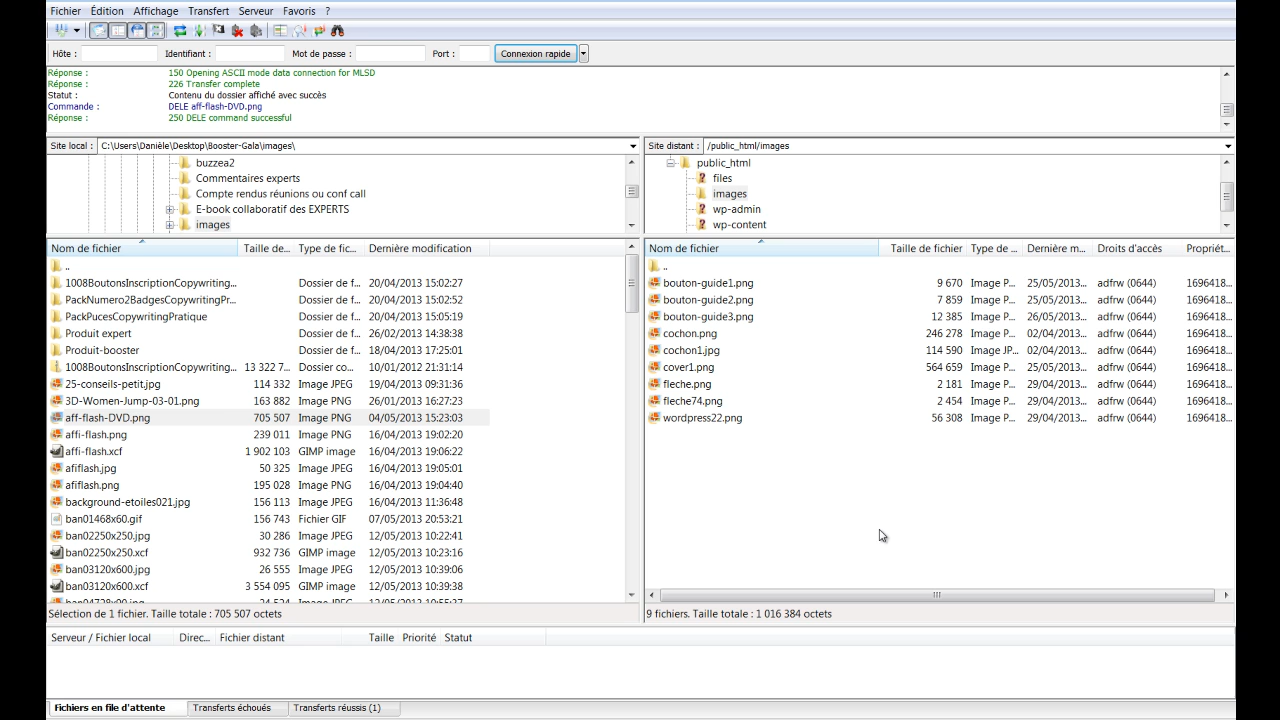 Fichier Édition Affichage Transfert Serveur Favoris ?
Hôte : Identifiant : Mot de passe : Port : Connexion rapide
Réponse : 150 Opening ASCII mode data connection for MLSD
Réponse : 226 Transfer complete
Statut : Contenu du dossier affiché avec succès
Commande : DELE aff-flash-DVD.png
Réponse : 250 DELE command successful
Site local : C:\Users\Danièle\Desktop\Booster-Gala\images\
buzzea2
Commentaires experts
Compte rendus réunions ou conf call
E-book collaboratif des EXPERTS
images
Site distant : /public_html/images
public_html
files
images
wp-admin
wp-content
Nom de fichier Taille de... Type de fic... Dernière modification
..
1008BoutonsInscriptionCopywriting... Dossier de f... 20/04/2013 15:02:27
PackNumero2BadgesCopywritingPr... Dossier de f... 20/04/2013 15:02:52
PackPucesCopywritingPratique Dossier de f... 20/04/2013 15:05:19
Produit expert Dossier de f... 26/02/2013 14:38:38
Produit-booster Dossier de f... 18/04/2013 17:25:01
1008BoutonsInscriptionCopywriting... 13 322 7... Dossier co... 10/01/2012 21:31:14
25-conseils-petit.jpg 114 332 Image JPEG 19/04/2013 09:31:36
3D-Women-Jump-03-01.png 163 882 Image PNG 26/01/2013 16:27:23
aff-flash-DVD.png 705 507 Image PNG 04/05/2013 15:23:03
affi-flash.png 239 011 Image PNG 16/04/2013 19:02:20
affi-flash.xcf 1 902 103 GIMP image 16/04/2013 19:06:22
afiflash.jpg 50 325 Image JPEG 16/04/2013 19:05:01
afiflash.png 195 028 Image PNG 16/04/2013 19:04:40
background-etoiles021.jpg 156 113 Image JPEG 16/04/2013 11:36:48
ban01468x60.gif 156 743 Fichier GIF 07/05/2013 20:53:21
ban02250x250.jpg 30 286 Image JPEG 12/05/2013 10:22:41
ban02250x250.xcf 932 736 GIMP image 12/05/2013 10:23:16
ban03120x600.jpg 26 555 Image JPEG 12/05/2013 10:39:06
ban03120x600.xcf 3 554 095 GIMP image 12/05/2013 10:39:38
Sélection de 1 fichier. Taille totale : 705 507 octets
Nom de fichier Taille de fichier Type de ... Dernière m... Droits d'accès Propriét...
..
bouton-guide1.png 9 670 Image P... 25/05/2013... adfrw (0644) 1696418...
bouton-guide2.png 7 859 Image P... 25/05/2013... adfrw (0644) 1696418...
bouton-guide3.png 12 385 Image P... 26/05/2013... adfrw (0644) 1696418...
cochon.png 246 278 Image P... 02/04/2013... adfrw (0644) 1696418...
cochon1.jpg 114 590 Image JP... 02/04/2013... adfrw (0644) 1696418...
cover1.png 564 659 Image P... 26/05/2013... adfrw (0644) 1696418...
fleche.png 2 181 Image P... 29/04/2013... adfrw (0644) 1696418...
fleche74.png 2 454 Image P... 29/04/2013... adfrw (0644) 1696418...
wordpress22.png 56 308 Image P... 29/04/2013... adfrw (0644) 1696418...
9 fichiers. Taille totale : 1 016 384 octets
Serveur / Fichier local Direc... Fichier distant Taille Priorité Statut
Fichiers en file d'attente Transferts échoués Transferts réussis (1)